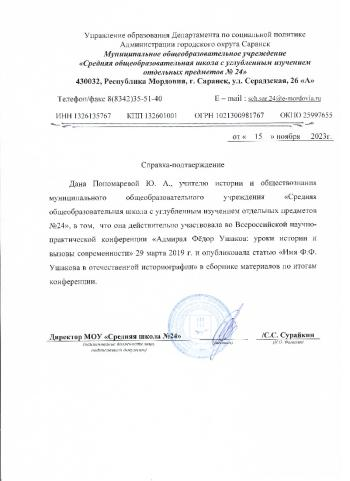 Управление образования Департамента по социальной политике
Администрации городского округа Саранск
Муниципальное общеобразовательное учреждение
«Средняя общеобразовательная школа с углубленным изучением
отдельных предметов № 24»
430032, Республика Мордовия, г. Саранск, ул. Серадзская, 26 «А»
Телефон/факс 8(8342)35-51-40 E – mail : sch.sar.24@e-mordovia.ru
ИНН 1326135767 КПП 132601001 ОГРН 1021300981767 ОКПО 25997655
от « 15 » ноября 2023г.
Справка-подтверждение
Дана Пономаревой Ю. А., учителю истории и обществознания
муниципального общеобразовательного учреждения «Средняя
общеобразовательная школа с углубленным изучением отдельных предметов
№24», в том, что она действительно участвовала во Всероссийской научно-
практической конференции «Адмирал Фёдор Ушаков: уроки истории и
вызовы современности» 29 марта 2019 г. и опубликовала статью «Имя Ф.Ф.
Ушакова в отечественной историографии» в сборнике материалов по итогам
конференции.
Директор МОУ «Средняя школа №24» /С.С. Сурайкин
(наименование должности лица, (подпись) (И.О. Фамилия)
подписавшего документ)